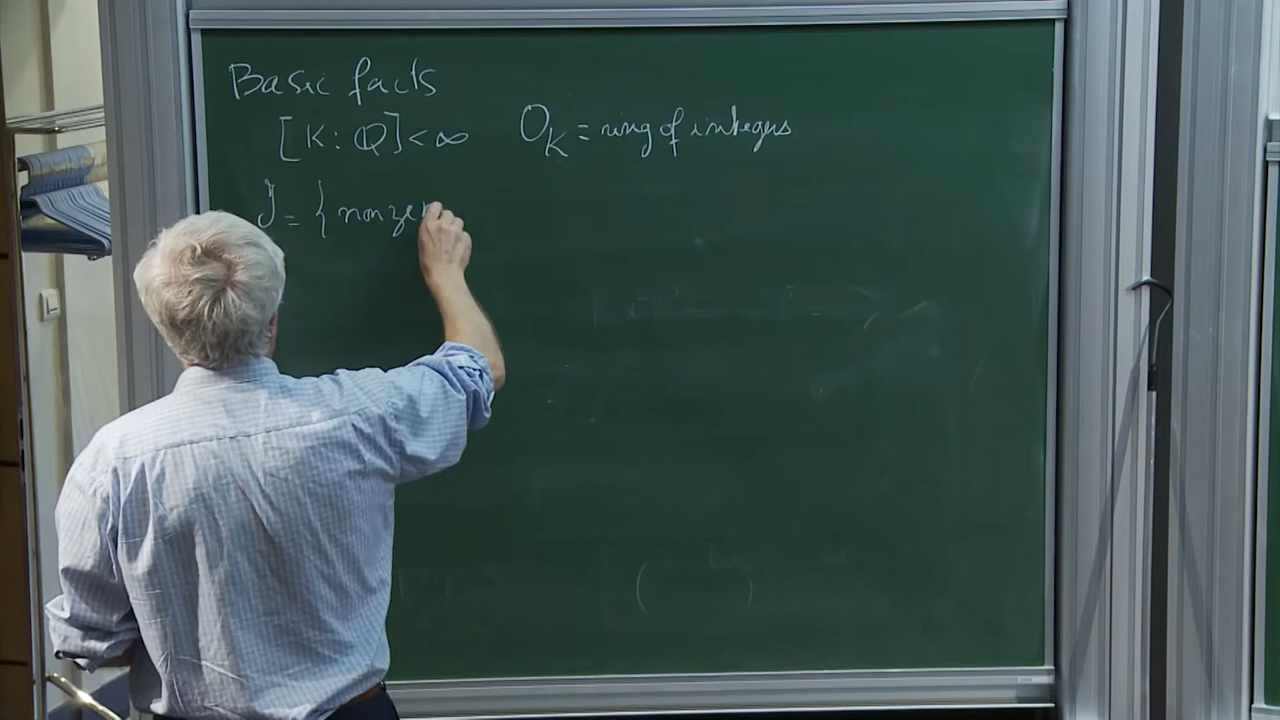 Basic facts
[K:ℚ]<∞ O_K = ring of integers
J = { nonzer